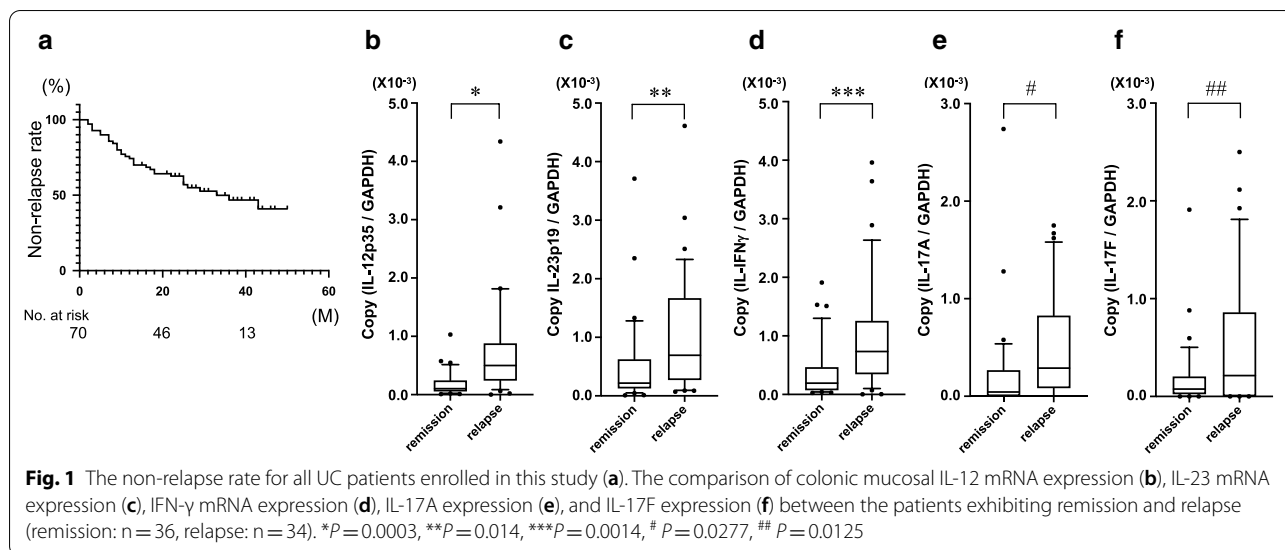 a
b
c
d
e
f
(%)
100
50
0
Non-relapse rate
0 20 40 60
(M)
No. at risk
70 46 13
(X10-3)
*
5.0
4.0
3.0
2.0
1.0
0.0
Copy (IL-12p35 / GAPDH)
remission
relapse
(X10-3)
**
5.0
4.0
3.0
2.0
1.0
0.0
Copy IL-23p19 / GAPDH)
remission
relapse
(X10-3)
***
5.0
4.0
3.0
2.0
1.0
0.0
Copy (IL-IFNγ / GAPDH)
remission
relapse
(X10-3)
#
3.0
2.0
1.0
0.0
Copy (IL-17A / GAPDH)
remission
relapse
(X10-3)
##
3.0
2.0
1.0
0.0
Copy (IL-17F / GAPDH)
remission
relapse
Fig. 1 The non-relapse rate for all UC patients enrolled in this study (a). The comparison of colonic mucosal IL-12 mRNA expression (b), IL-23 mRNA
expression (c), IFN-γ mRNA expression (d), IL-17A expression (e), and IL-17F expression (f) between the patients exhibiting remission and relapse
(remission: n = 36, relapse: n = 34). *P = 0.0003, **P = 0.014, ***P = 0.0014, # P = 0.0277, ## P = 0.0125